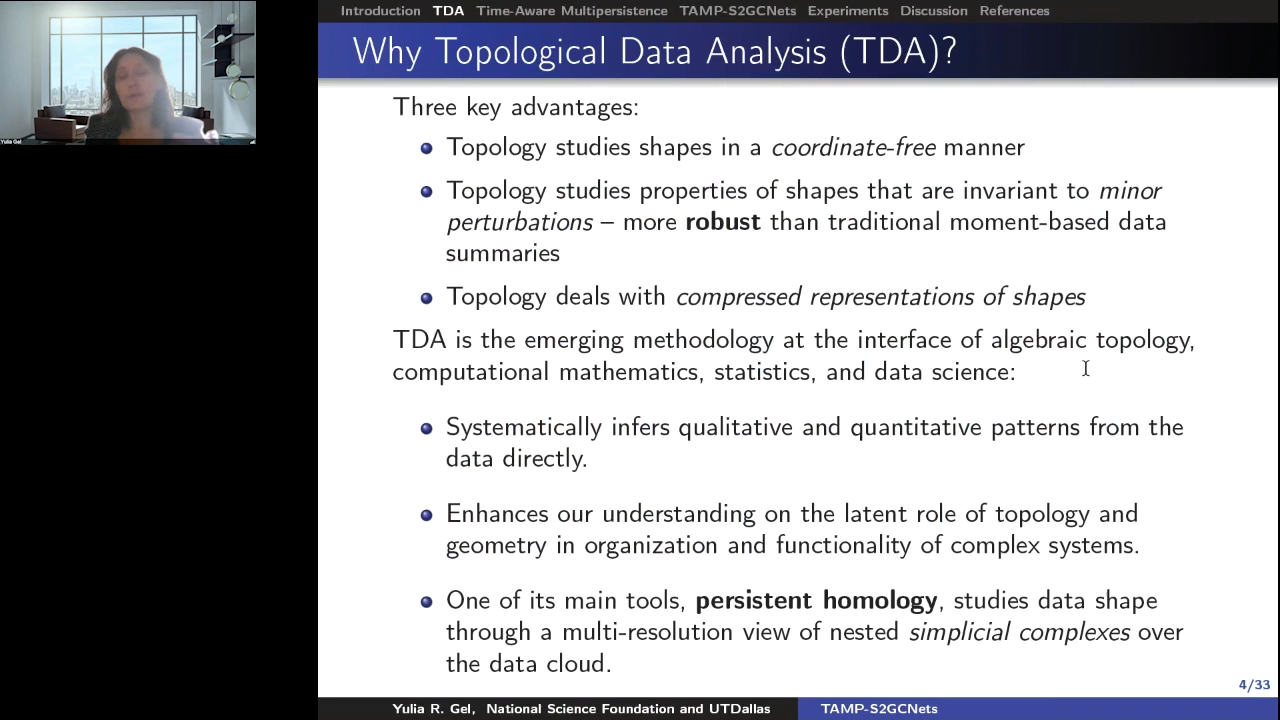 Introduction TDA Time-Aware Multipersistence TAMP-S2GCNets Experiments Discussion References
Why Topological Data Analysis (TDA)?
Yulia Gel
Three key advantages:
Topology studies shapes in a coordinate-free manner
Topology studies properties of shapes that are invariant to minor
perturbations – more robust than traditional moment-based data
summaries
Topology deals with compressed representations of shapes
TDA is the emerging methodology at the interface of algebraic topology,
computational mathematics, statistics, and data science:
Systematically infers qualitative and quantitative patterns from the
data directly.
Enhances our understanding on the latent role of topology and
geometry in organization and functionality of complex systems.
One of its main tools, persistent homology, studies data shape
through a multi-resolution view of nested simplicial complexes over
the data cloud.
4/33
Yulia R. Gel, National Science Foundation and UTDallas TAMP-S2GCNets